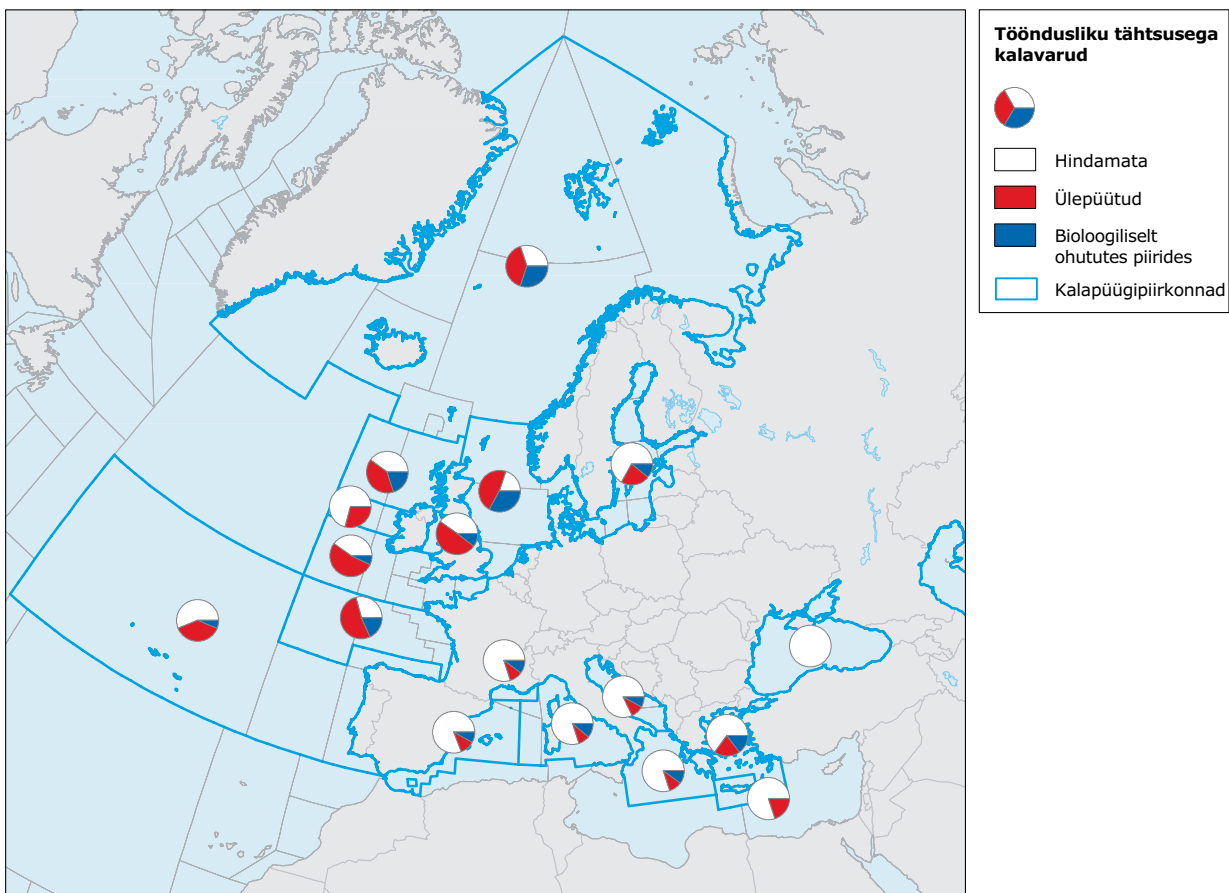 Tööndusliku tähtsusega
kalavarud
Hindamata
Ülepüütud
Bioloogiliselt
ohututes piirides
Kalapüügipiirkonnad